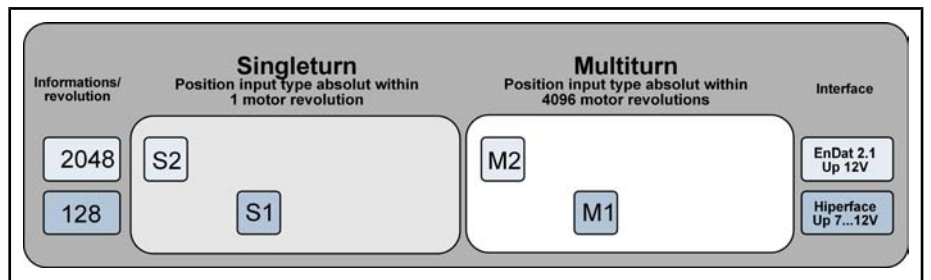 Informations/
revolution
Singleturn
Position input type absolut within
1 motor revolution
Multiturn
Position input type absolut within
4096 motor revolutions
Interface
2048
S2
M2
EnDat 2.1
Up 12V
128
S1
M1
Hiperface
Up 7...12V